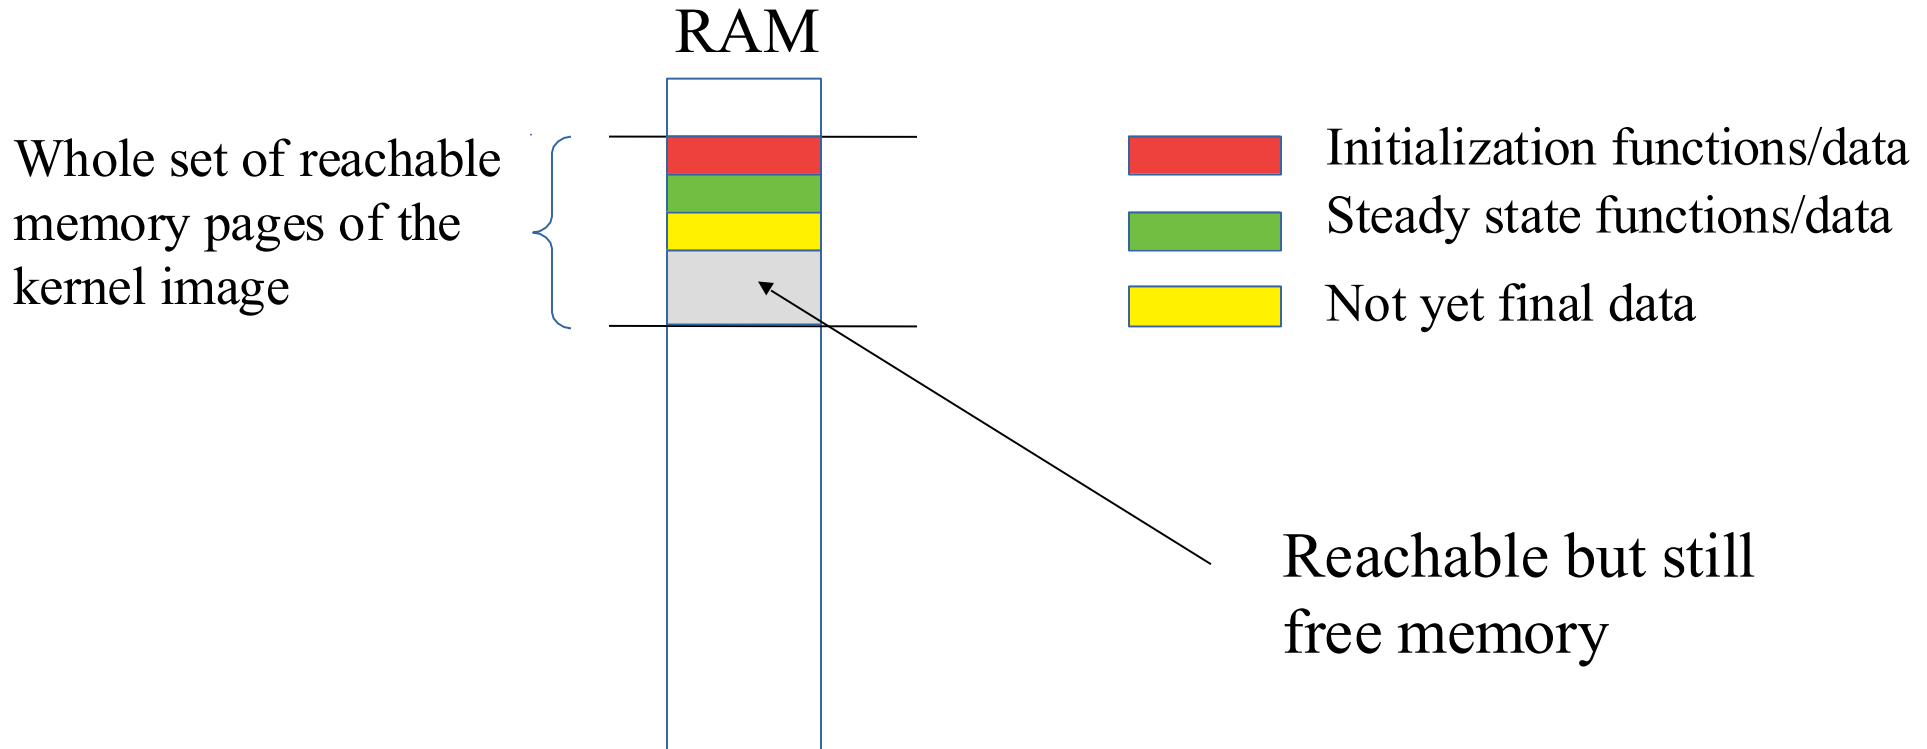 RAM
Whole set of reachable
memory pages of the
kernel image
Initialization functions/data
Steady state functions/data
Not yet final data
Reachable but still
free memory